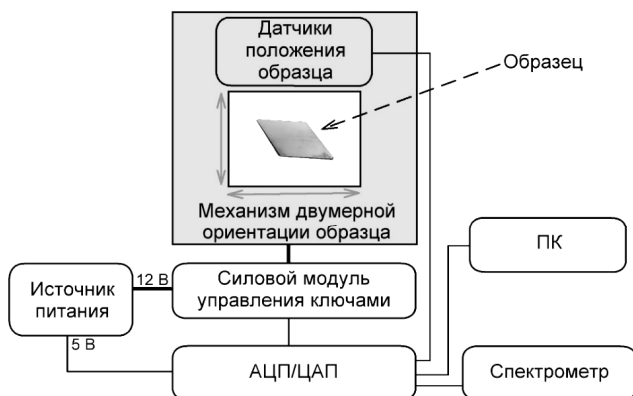 Датчики
положения
образца
Образец
Механизм двумерной
ориентации образца
ПК
12 В
Силовой модуль
управления ключами
Источник
питания
5 В
АЦП/ЦАП
Спектрометр